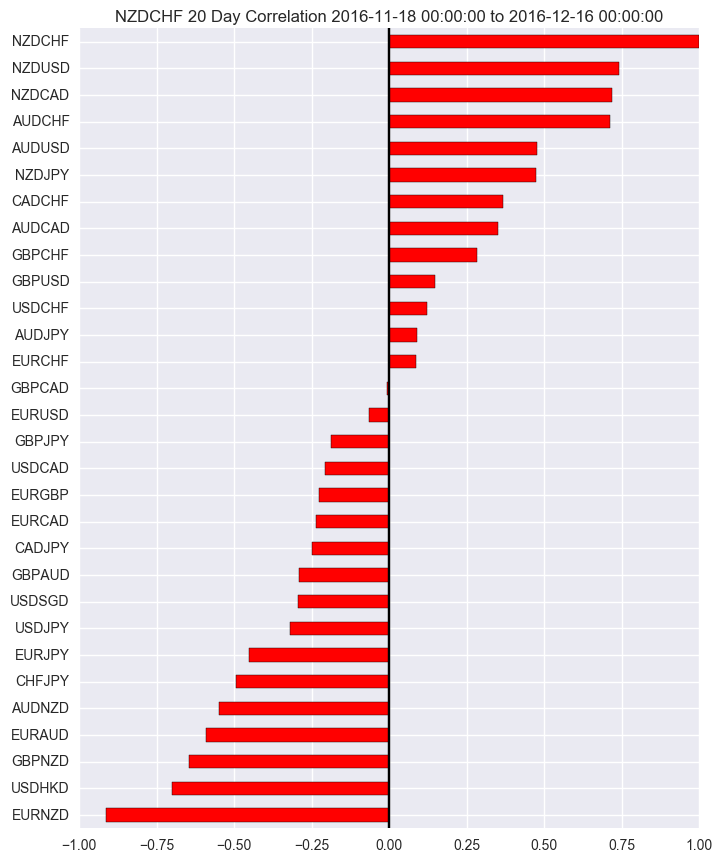 NZDCHF 20 Day Correlation 2016-11-18 00:00:00 to 2016-12-16 00:00:00
NZDCHF
NZDUSD
NZDCAD
AUDCHF
AUDUSD
NZDJPY
CADCHF
AUDCAD
GBPCHF
GBPUSD
USDCHF
AUDJPY
EURCHF
GBPCAD
EURUSD
GBPJPY
USDCAD
EURGBP
EURCAD
CADJPY
GBPAUD
USDSGD
USDJPY
EURJPY
CHFJPY
AUDNZD
EURAUD
GBPNZD
USDHKD
EURNZD
−1.00 −0.75 −0.50 −0.25 0.00 0.25 0.50 0.75 1.00